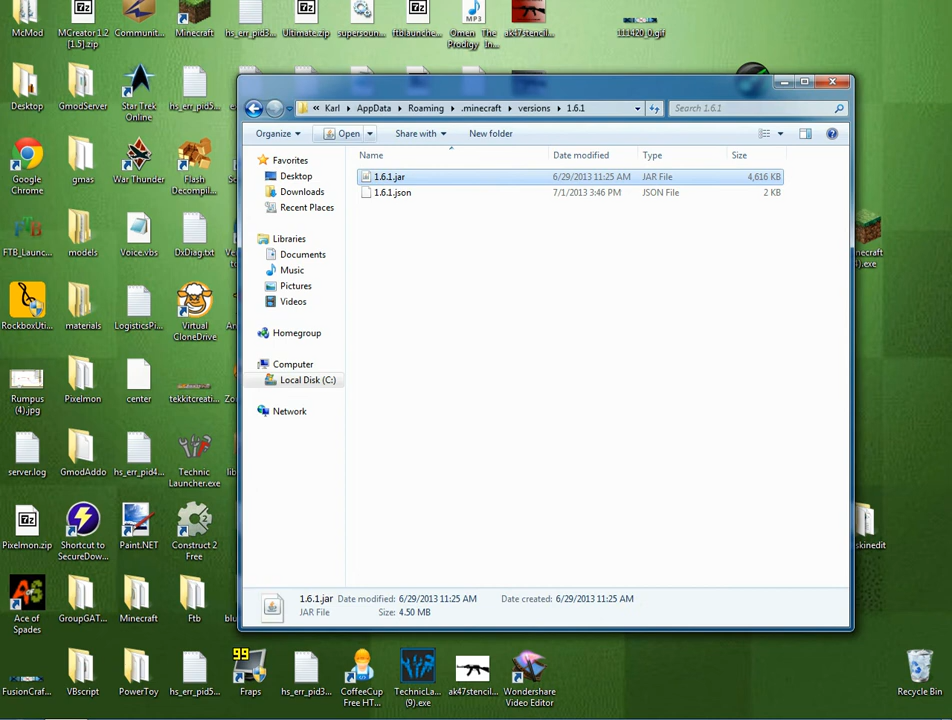 McMod
MCreator 1.2
[1.5].zip
Communit...
Minecraft
hs_err_pid3...
Ultimate.zip
supersoun...
ftblaunche...
Omen
Prodigy
The
In...
ak47stencil...
111420_0.gif
Desktop
GmodServer
Star Trek
Online
hs_err_pid5...
Google
Chrome
gmas
War Thunder
Flash
Decompil...
FTB_Launc...
models
Voice.vbs
DxDiag.txt
RockboxUti...
materials
LogisticsPi...
Virtual
CloneDrive
Rumpus
(4).jpg
Pixelmon
center
tekkitcreati...
server.log
GmodAddo
hs_err_pid4...
Technic
Launcher.exe
Pixelmon.zip
Shortcut to
SecureDow...
Paint.NET
Construct 2
Free
Ace of
Spades
GroupGAT...
Minecraft
Ftb
FusionCraf...
VBscript
PowerToy
hs_err_pid5...
99
Fraps
hs_err_pid3...
CoffeeCup
Free HT...
TechnicLa...
(9).exe
ak47stencil...
Wondershare
Video Editor
Recycle Bin
skinedit
« Karl AppData Roaming .minecraft versions 1.6.1
Search 1.6.1
Organize Open Share with New folder
Favorites
Desktop
Downloads
Recent Places
Libraries
Documents
Music
Pictures
Videos
Homegroup
Computer
Local Disk (C:)
Network
Name Date modified Type Size
1.6.1.jar 6/29/2013 11:25 AM JAR File 4,616 KB
1.6.1.json 7/1/2013 3:46 PM JSON File 2 KB
1.6.1.jar Date modified: 6/29/2013 11:25 AM Date created: 6/29/2013 11:25 AM
JAR File Size: 4.50 MB